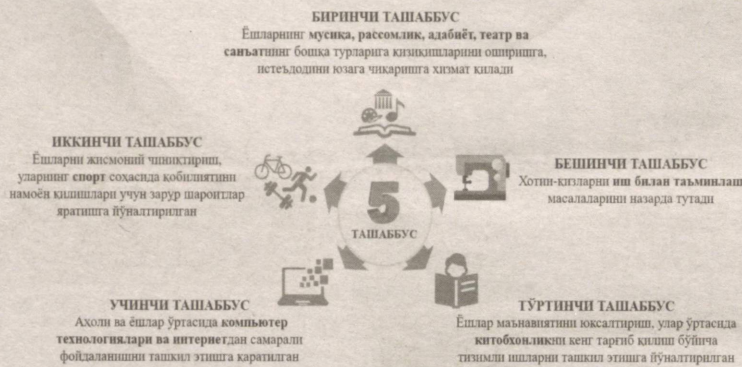 БИРИНЧИ ТАШАББУС
Ёшларнинг мусиқа, рассомлик, адабиёт, театр ва
санъатнинг бошқа турларига қизиқишларини оширишга,
истеъдодини юзага чиқаришга хизмат қилади
ИККИНЧИ ТАШАББУС
Ёшларни жисмоний чиниқтириш,
уларнинг спорт соҳасида қобилиятини
намоён қилишлари учун зарур шароитлар
яратишга йўналтирилган
БЕШИНЧИ ТАШАББУС
Хотин-қизларни иш билан таъминлаш
масалаларини назарда тутади
5
ТАШАББУС
УЧИНЧИ ТАШАББУС
Аҳоли ва ёшлар ўртасида компьютер
технологиялари ва интернетдан самарали
фойдаланишни ташкил этишга қаратилган
ТЎРТИНЧИ ТАШАББУС
Ёшлар маънавиятини юксалтириш, улар ўртасида
китобхонликни кенг тарғиб қилиш бўйича
тизимли ишларни ташкил этишга йўналтирилган